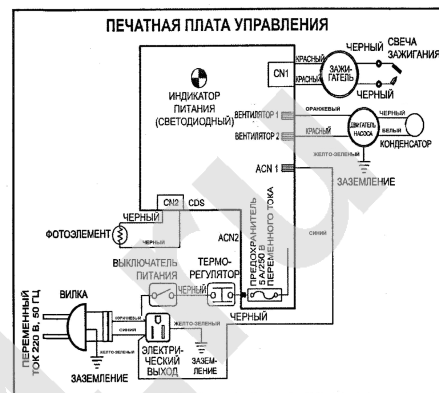 ПЕЧАТНАЯ ПЛАТА УПРАВЛЕНИЯ
КРАСНЫЙ
КРАСНЫЙ
CN1
ЗАЖИ-
ГАТЕЛЬ
ЧЕРНЫЙ
СВЕЧА
ЗАЖИГАНИЯ
ЧЕРНЫЙ
ИНДИКАТОР
ПИТАНИЯ
(СВЕТОДИОДНЫЙ)
ВЕНТИЛЯТОР 1
ОРАНЖЕВЫЙ
ВЕНТИЛЯТОР 2
КРАСНЫЙ
ДВИГАТЕЛЬ
НАСОСА
ЧЕРНЫЙ
БЕЛЫЙ
КОНДЕНСАТОР
ЖЕЛТО-ЗЕЛЕНЫЙ
ACN 1
ЗАЗЕМЛЕНИЕ
CN2
CDS
ЧЕРНЫЙ
ФОТОЭЛЕМЕНТ
ЧЕРНЫЙ
ACN2
ПРЕДОХРАНИТЕЛЬ
5 А/250 В
ПЕРЕМЕННОГО ТОКА
СИНИЙ
ВЫКЛЮЧАТЕЛЬ
ПИТАНИЯ
ТЕРМО-
РЕГУЛЯТОР
ЧЕРНЫЙ
ЧЕРНЫЙ
ПЕРЕМЕННЫЙ
ТОК 220 В, 50 ГЦ
ВИЛКА
КОРИЧНЕВЫЙ
СИНИЙ
ЖЕЛТО-ЗЕЛЕНЫЙ
ЗАЗЕМЛЕНИЕ
ЭЛЕКТРИ-
ЧЕСКИЙ
ВЫХОД
ЖЕЛТО-ЗЕЛЕНЫЙ
ЗАЗЕМ-
ЛЕНИЕ